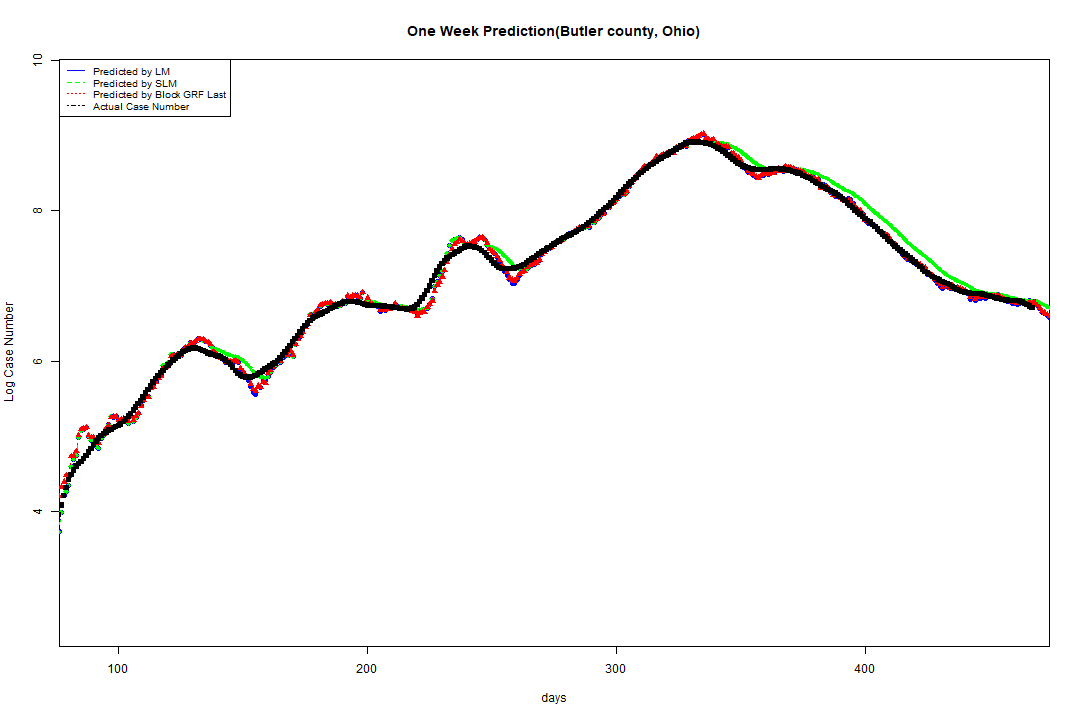 One Week Prediction(Butler county, Ohio)
Predicted by LM
Predicted by SLM
Predicted by Block GRF Last
Actual Case Number
10
8
6
4
Log Case Number
100
200
300
400
days